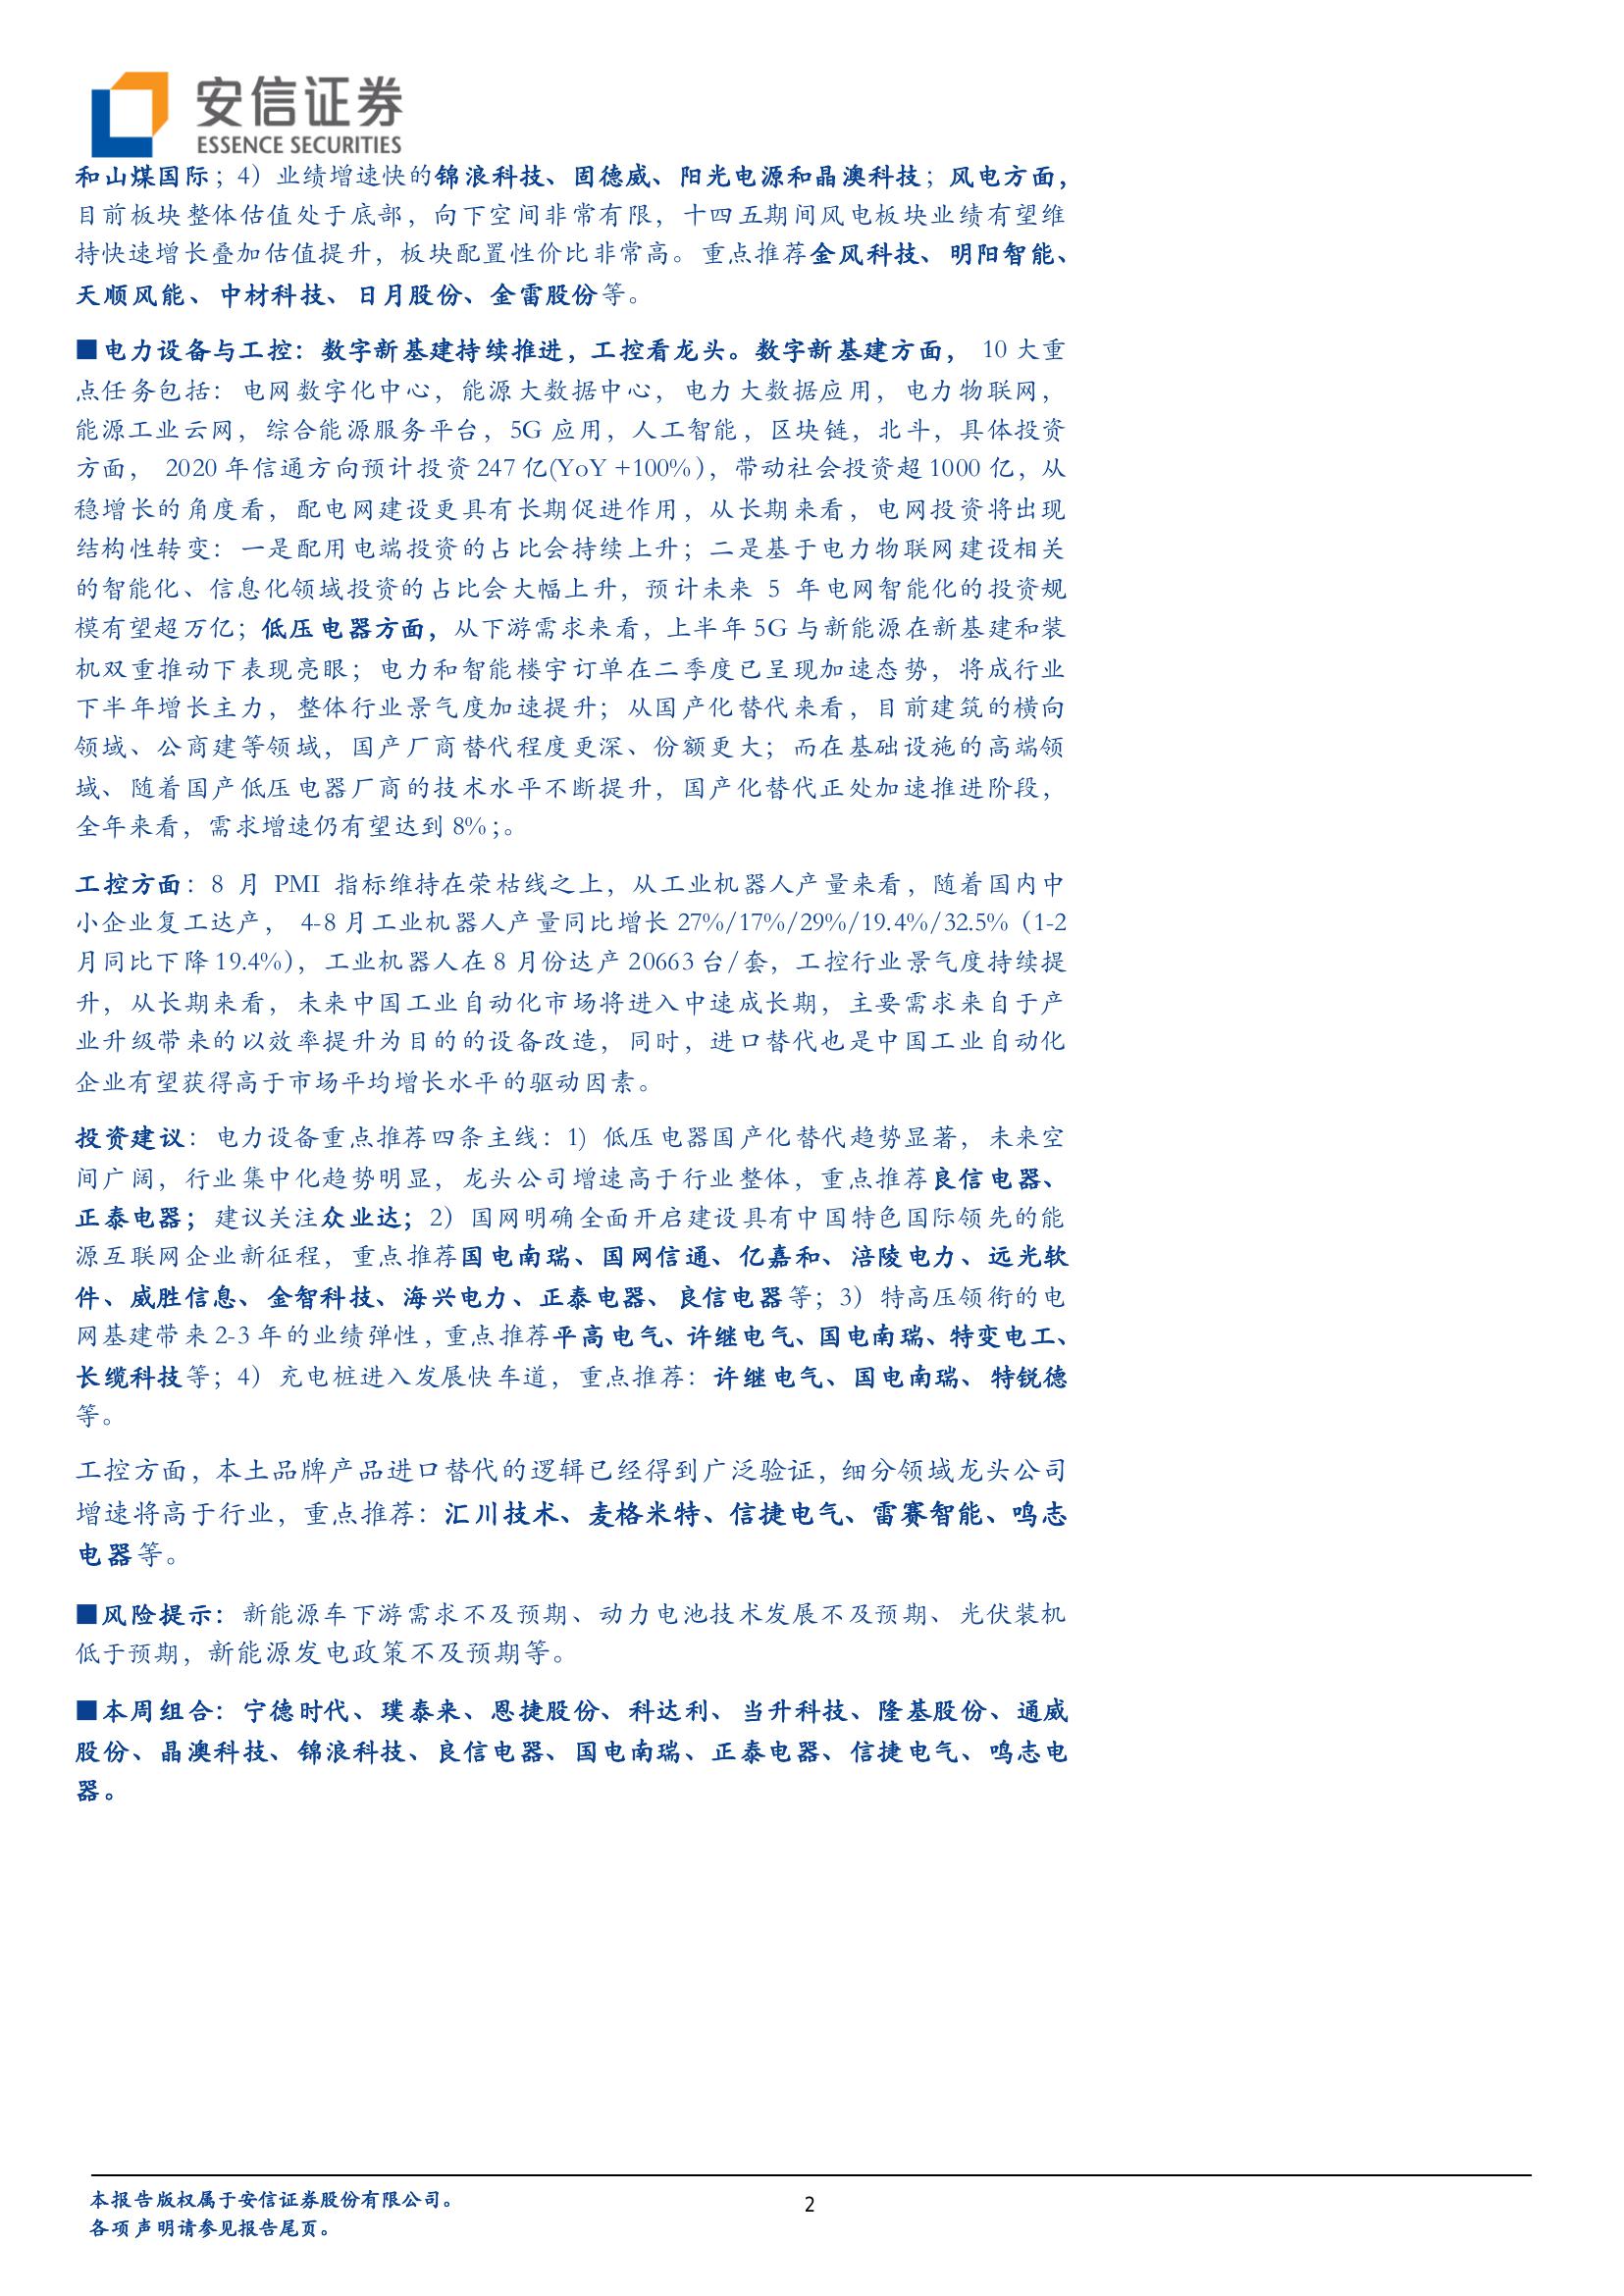 安信证券
ESSENCE SECURITIES
和山煤国际；4）业绩增速快的锦浪科技、固德威、阳光电源和晶澳科技；风电方面，
目前板块整体估值处于底部，向下空间非常有限，十四五期间风电板块业绩有望维
持快速增长叠加估值提升，板块配置性价比非常高。重点推荐金风科技、明阳智能、
天顺风能、中材科技、日月股份、金雷股份等。
■电力设备与工控：数字新基建持续推进，工控看龙头。数字新基建方面， 10 大重
点任务包括：电网数字化中心，能源大数据中心，电力大数据应用，电力物联网，
能源工业云网，综合能源服务平台，5G 应用，人工智能，区块链，北斗，具体投资
方面， 2020 年信通方向预计投资 247 亿(YoY +100%），带动社会投资超 1000 亿，从
稳增长的角度看，配电网建设更具有长期促进作用，从长期来看，电网投资将出现
结构性转变：一是配用电端投资的占比会持续上升；二是基于电力物联网建设相关
的智能化、信息化领域投资的占比会大幅上升，预计未来 5 年电网智能化的投资规
模有望超万亿；低压电器方面，从下游需求来看，上半年 5G 与新能源在新基建和装
机双重推动下表现亮眼；电力和智能楼宇订单在二季度已呈现加速态势，将成行业
下半年增长主力，整体行业景气度加速提升；从国产化替代来看，目前建筑的横向
领域、公商建等领域，国产厂商替代程度更深、份额更大；而在基础设施的高端领
域、随着国产低压电器厂商的技术水平不断提升，国产化替代正处加速推进阶段，
全年来看，需求增速仍有望达到 8%；。
工控方面：8 月 PMI 指标维持在荣枯线之上，从工业机器人产量来看，随着国内中
小企业复工达产， 4-8 月工业机器人产量同比增长 27%/17%/29%/19.4%/32.5%（1-2
月同比下降 19.4%），工业机器人在 8 月份达产 20663 台/套，工控行业景气度持续提
升，从长期来看，未来中国工业自动化市场将进入中速成长期，主要需求来自于产
业升级带来的以效率提升为目的的设备改造，同时，进口替代也是中国工业自动化
企业有望获得高于市场平均增长水平的驱动因素。
投资建议：电力设备重点推荐四条主线：1）低压电器国产化替代趋势显著，未来空
间广阔，行业集中化趋势明显，龙头公司增速高于行业整体，重点推荐良信电器、
正泰电器；建议关注众业达；2）国网明确全面开启建设具有中国特色国际领先的能
源互联网企业新征程，重点推荐国电南瑞、国网信通、亿嘉和、涪陵电力、远光软
件、威胜信息、金智科技、海兴电力、正泰电器、良信电器等；3）特高压领衔的电
网基建带来 2-3 年的业绩弹性，重点推荐平高电气、许继电气、国电南瑞、特变电工、
长缆科技等；4）充电桩进入发展快车道，重点推荐：许继电气、国电南瑞、特锐德
等。
工控方面，本土品牌产品进口替代的逻辑已经得到广泛验证，细分领域龙头公司
增速将高于行业，重点推荐：汇川技术、麦格米特、信捷电气、雷赛智能、鸣志
电器等。
■风险提示：新能源车下游需求不及预期、动力电池技术发展不及预期、光伏装机
低于预期，新能源发电政策不及预期等。
■本周组合：宁德时代、璞泰来、恩捷股份、科达利、当升科技、隆基股份、通威
股份、晶澳科技、锦浪科技、良信电器、国电南瑞、正泰电器、信捷电气、鸣志电
器。
本报告版权属于安信证券股份有限公司。
2
各项声明请参见报告尾页。